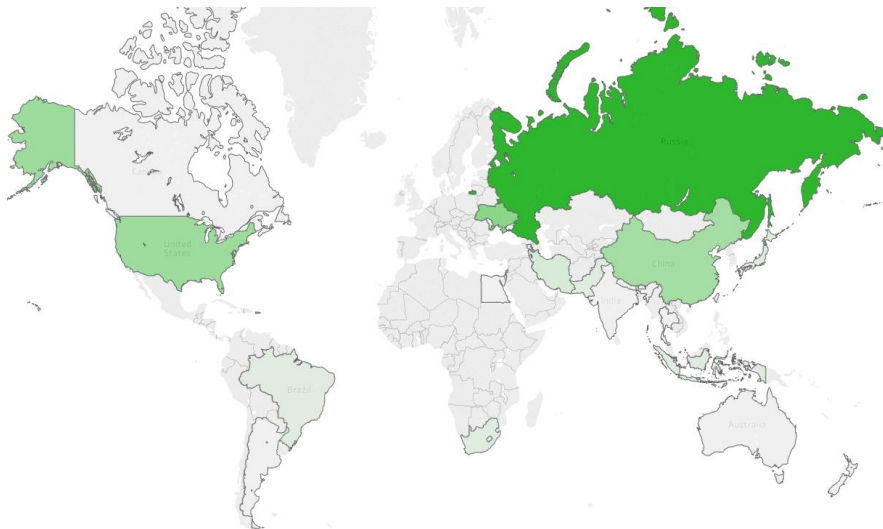 Russia
United
States
China
India
Brazil
Australia